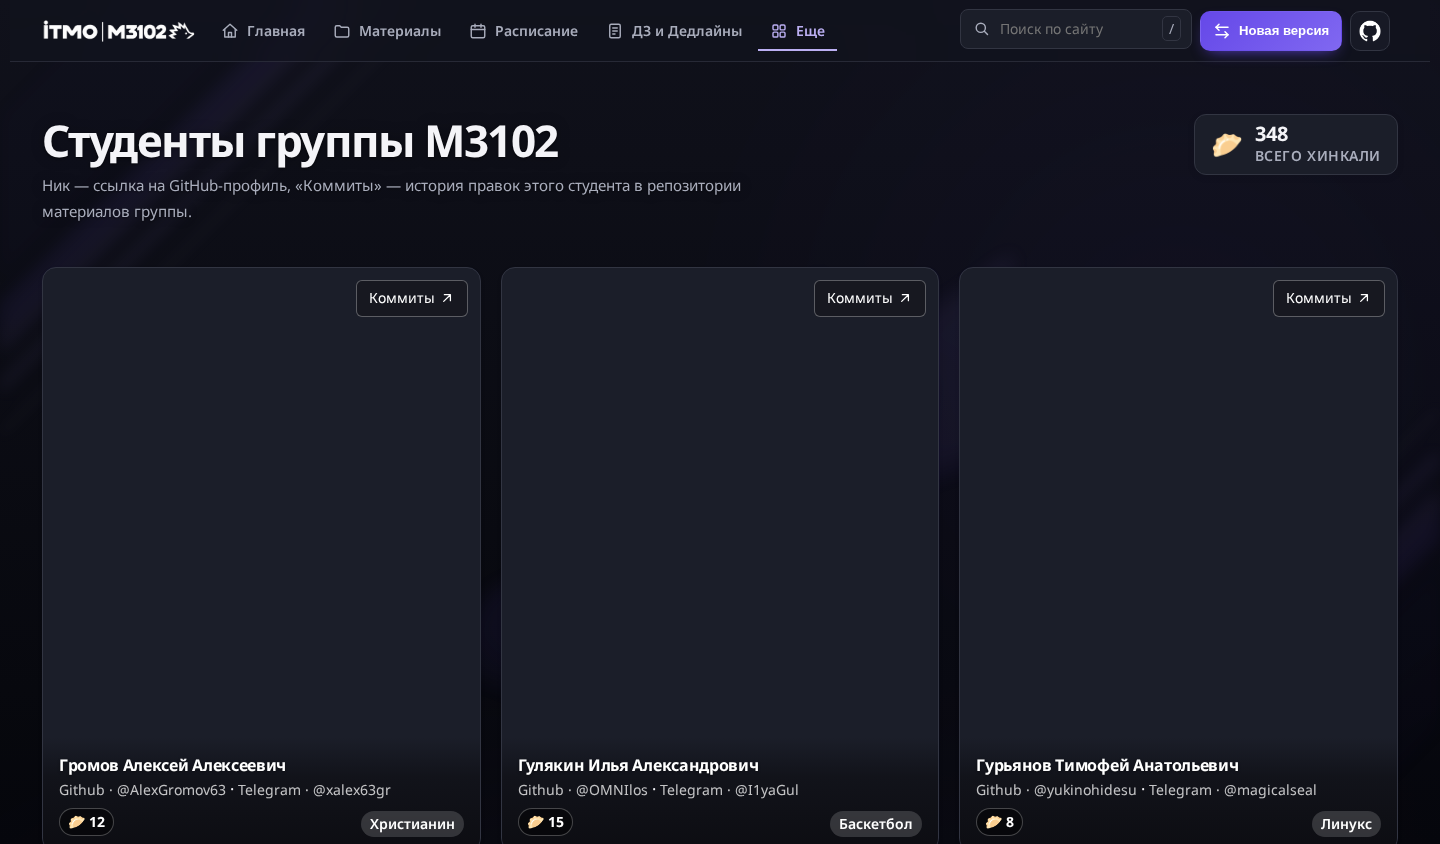 iTMO | M3102
Главная
Материалы
Расписание
ДЗ и Дедлайны
Еще
Поиск по сайту
/
Новая версия
Студенты группы M3102
348
ВСЕГО ХИНКАЛИ
Ник — ссылка на GitHub-профиль, «Коммиты» — история правок этого студента в репозитории
материалов группы.
Коммиты
Коммиты
Коммиты
Громов Алексей Алексеевич
Github · @AlexGromov63 · Telegram · @xalex63gr
12
Христианин
Гулякин Илья Александрович
Github · @OMNIlos · Telegram · @I1yaGul
15
Баскетбол
Гурьянов Тимофей Анатольевич
Github · @yukinohidesu · Telegram · @magicalseal
8
Линукс